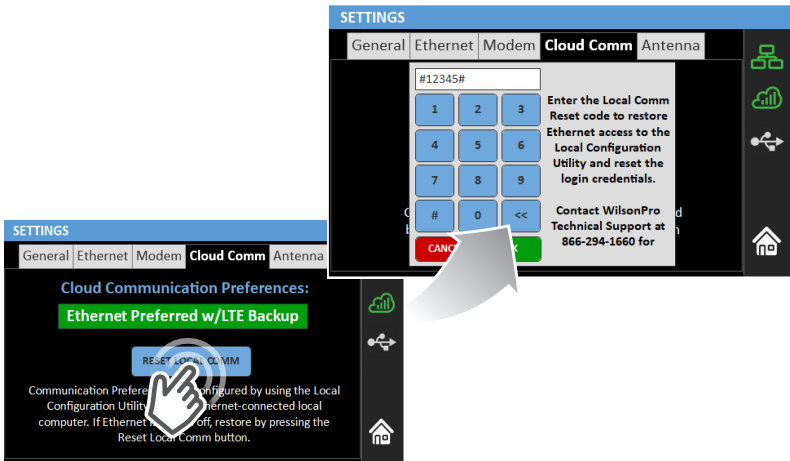 SETTINGS
General Ethernet Modem Cloud Comm Antenna
#12345#
1 2 3
4 5 6
7 8 9
# 0 <<
Enter the Local Comm
Reset code to restore
Ethernet access to the
Local Configuration
Utility and reset the
login credentials.
Contact WilsonPro
Technical Support at
866-294-1660 for
SETTINGS
General Ethernet Modem Cloud Comm Antenna
Cloud Communication Preferences:
Ethernet Preferred w/LTE Backup
RESET LOCAL COMM
Communication configured by using the Local
Configuration Utility
computer. If Ethernet off, restore by pressing the
Reset Local Comm button.